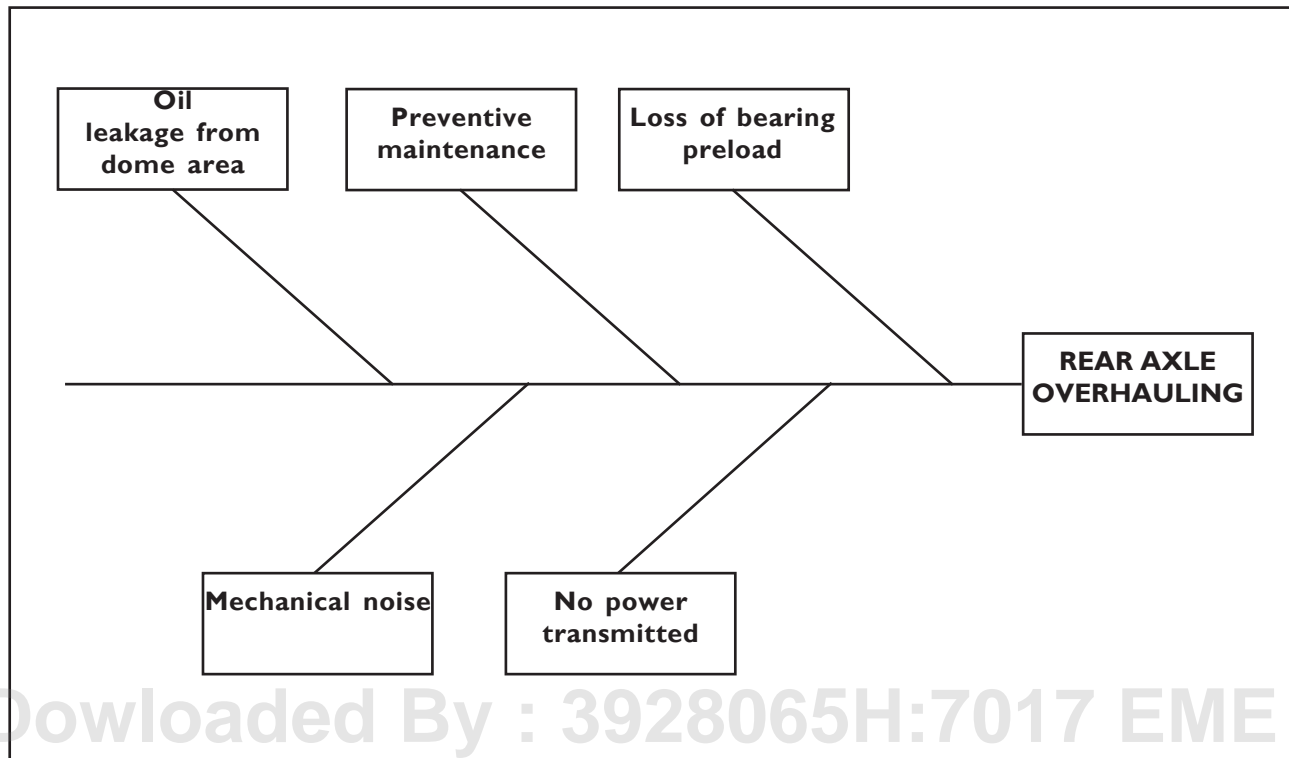 Oil
leakage from
dome area
Preventive
maintenance
Loss of bearing
preload
REAR AXLE
OVERHAULING
Mechanical noise
No power
transmitted
Dowloaded By : 3928065H:7017 EME